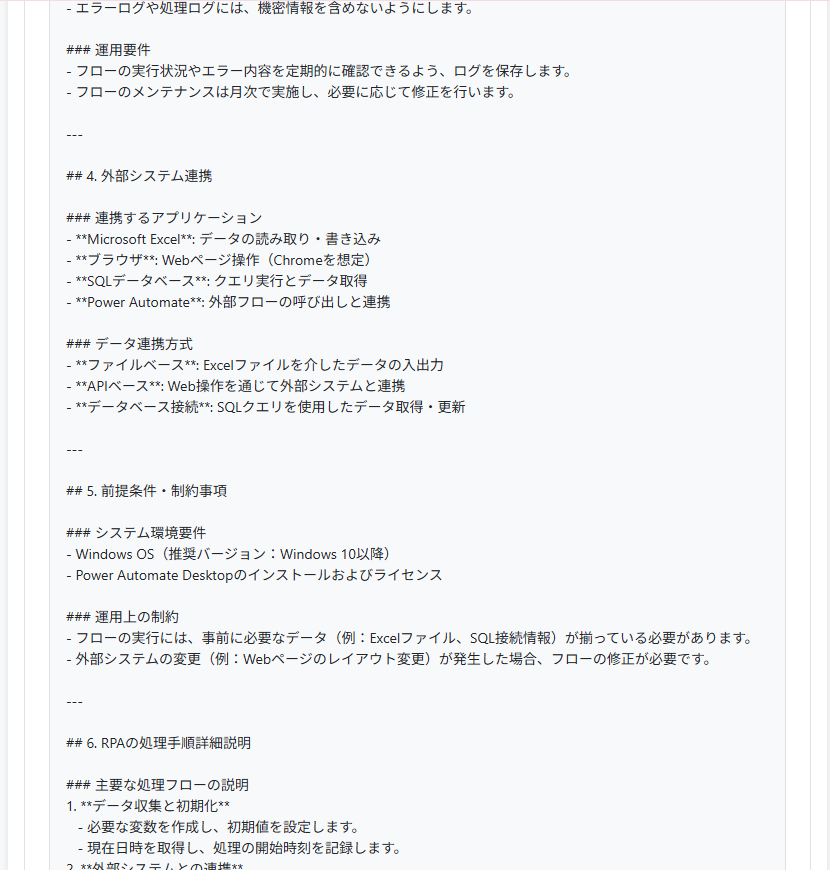 - エラーログや処理ログには、機密情報を含めないようにします。
### 運用要件
- フローの実行状況やエラー内容を定期的に確認できるよう、ログを保存します。
- フローのメンテナンスは月次で実施し、必要に応じて修正を行います。
---
## 4. 外部システム連携
### 連携するアプリケーション
- **Microsoft Excel**: データの読み取り・書き込み
- **ブラウザ**: Webページ操作（Chromeを想定）
- **SQLデータベース**: クエリ実行とデータ取得
- **Power Automate**: 外部フローの呼び出しと連携
### データ連携方式
- **ファイルベース**: Excelファイルを介したデータの入出力
- **APIベース**: Web操作を通じて外部システムと連携
- **データベース接続**: SQLクエリを使用したデータ取得・更新
---
## 5. 前提条件・制約事項
### システム環境要件
- Windows OS（推奨バージョン：Windows 10以降）
- Power Automate Desktopのインストールおよびライセンス
### 運用上の制約
- フローの実行には、事前に必要なデータ（例：Excelファイル、SQL接続情報）が揃っている必要があります。
- 外部システムの変更（例：Webページのレイアウト変更）が発生した場合、フローの修正が必要です。
---
## 6. RPAの処理手順詳細説明
### 主要な処理フローの説明
1. **データ収集と初期化**
- 必要な変数を作成し、初期値を設定します。
- 現在日時を取得し、処理の開始時刻を記録します。
2. **外部システムとの連携**